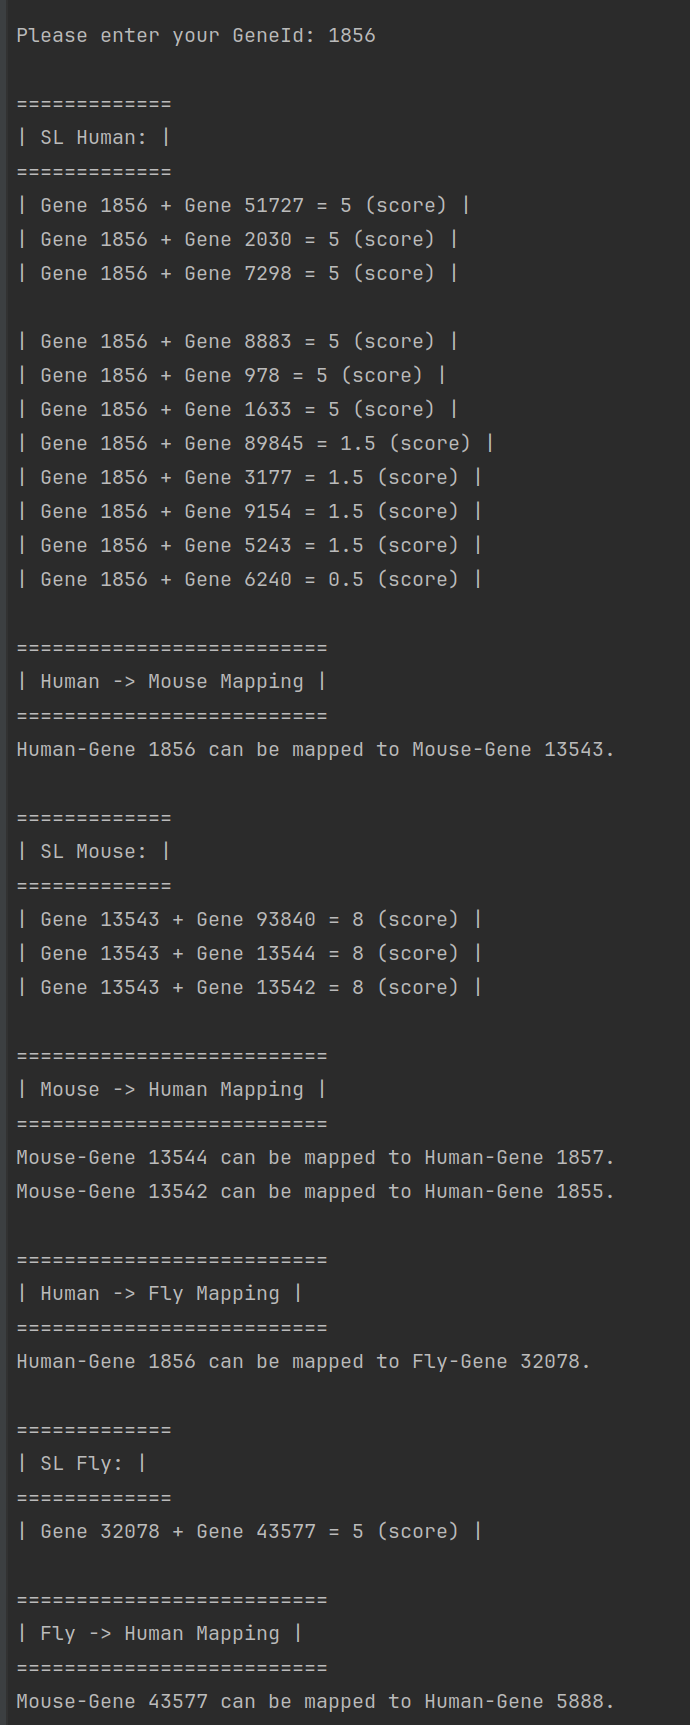 Please enter your GeneId: 1856
=============
| SL Human: |
=============
| Gene 1856 + Gene 51727 = 5 (score) |
| Gene 1856 + Gene 2030 = 5 (score) |
| Gene 1856 + Gene 7298 = 5 (score) |
| Gene 1856 + Gene 8883 = 5 (score) |
| Gene 1856 + Gene 978 = 5 (score) |
| Gene 1856 + Gene 1633 = 5 (score) |
| Gene 1856 + Gene 89845 = 1.5 (score) |
| Gene 1856 + Gene 3177 = 1.5 (score) |
| Gene 1856 + Gene 9154 = 1.5 (score) |
| Gene 1856 + Gene 5243 = 1.5 (score) |
| Gene 1856 + Gene 6240 = 0.5 (score) |
==========================
| Human -> Mouse Mapping |
==========================
Human-Gene 1856 can be mapped to Mouse-Gene 13543.
=============
| SL Mouse: |
=============
| Gene 13543 + Gene 93840 = 8 (score) |
| Gene 13543 + Gene 13544 = 8 (score) |
| Gene 13543 + Gene 13542 = 8 (score) |
==========================
| Mouse -> Human Mapping |
==========================
Mouse-Gene 13544 can be mapped to Human-Gene 1857.
Mouse-Gene 13542 can be mapped to Human-Gene 1855.
==========================
| Human -> Fly Mapping |
==========================
Human-Gene 1856 can be mapped to Fly-Gene 32078.
=============
| SL Fly: |
=============
| Gene 32078 + Gene 43577 = 5 (score) |
==========================
| Fly -> Human Mapping |
==========================
Mouse-Gene 43577 can be mapped to Human-Gene 5888.